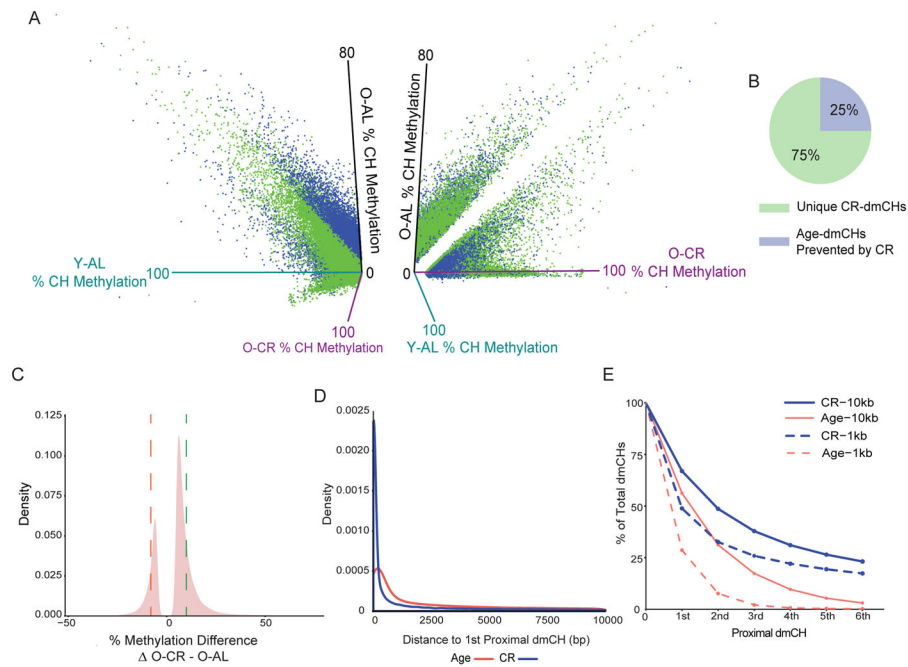 A
80
80
O-AL % CH Methylation
O-AL % CH Methylation
Y-AL
% CH Methylation
100
0
0
100
O-CR
% CH Methylation
100
O-CR % CH Methylation
100
Y-AL % CH Methylation
B
25%
75%
Unique CR-dmCHs
Age-dmCHs
Prevented by CR
C
0.125
0.100
0.075
0.050
0.025
0.000
Density
−50
0
50
% Methylation Difference
Δ O-CR - O-AL
D
0.0025
0.0020
0.0015
0.0010
0.0005
0
Density
0
2500
5000
7500
10000
Distance to 1st Proximal dmCH (bp)
Age
CR
E
CR−10kb
Age−10kb
CR−1kb
Age−1kb
100
75
50
25
0
% of Total dmCHs
0
1st
2nd
3rd
4th
5th
6th
Proximal dmCH